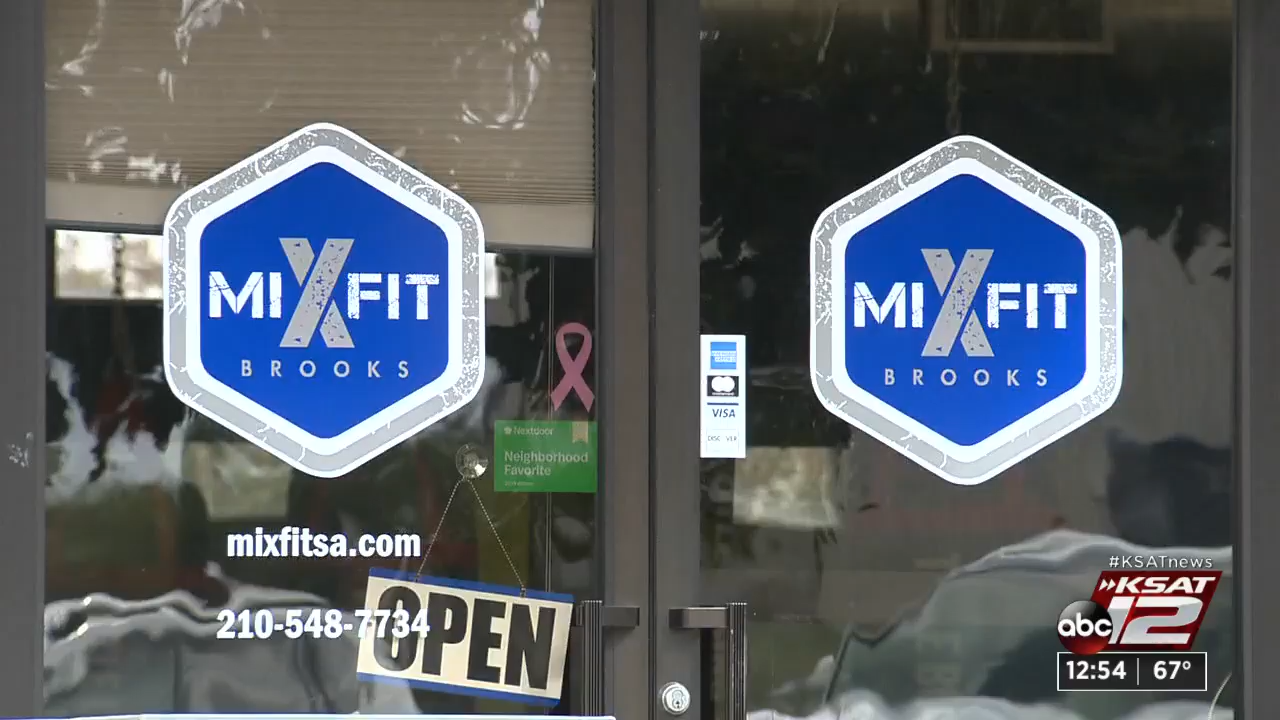 MIXFIT
BROOKS
Nextdoor
Neighborhood
Favorite
mixfitsa.com
210-548-7734
OPEN
VISA
DISCOVER
MIXFIT
BROOKS
#KSATnews
KSAT
abc 12
12:54 67°